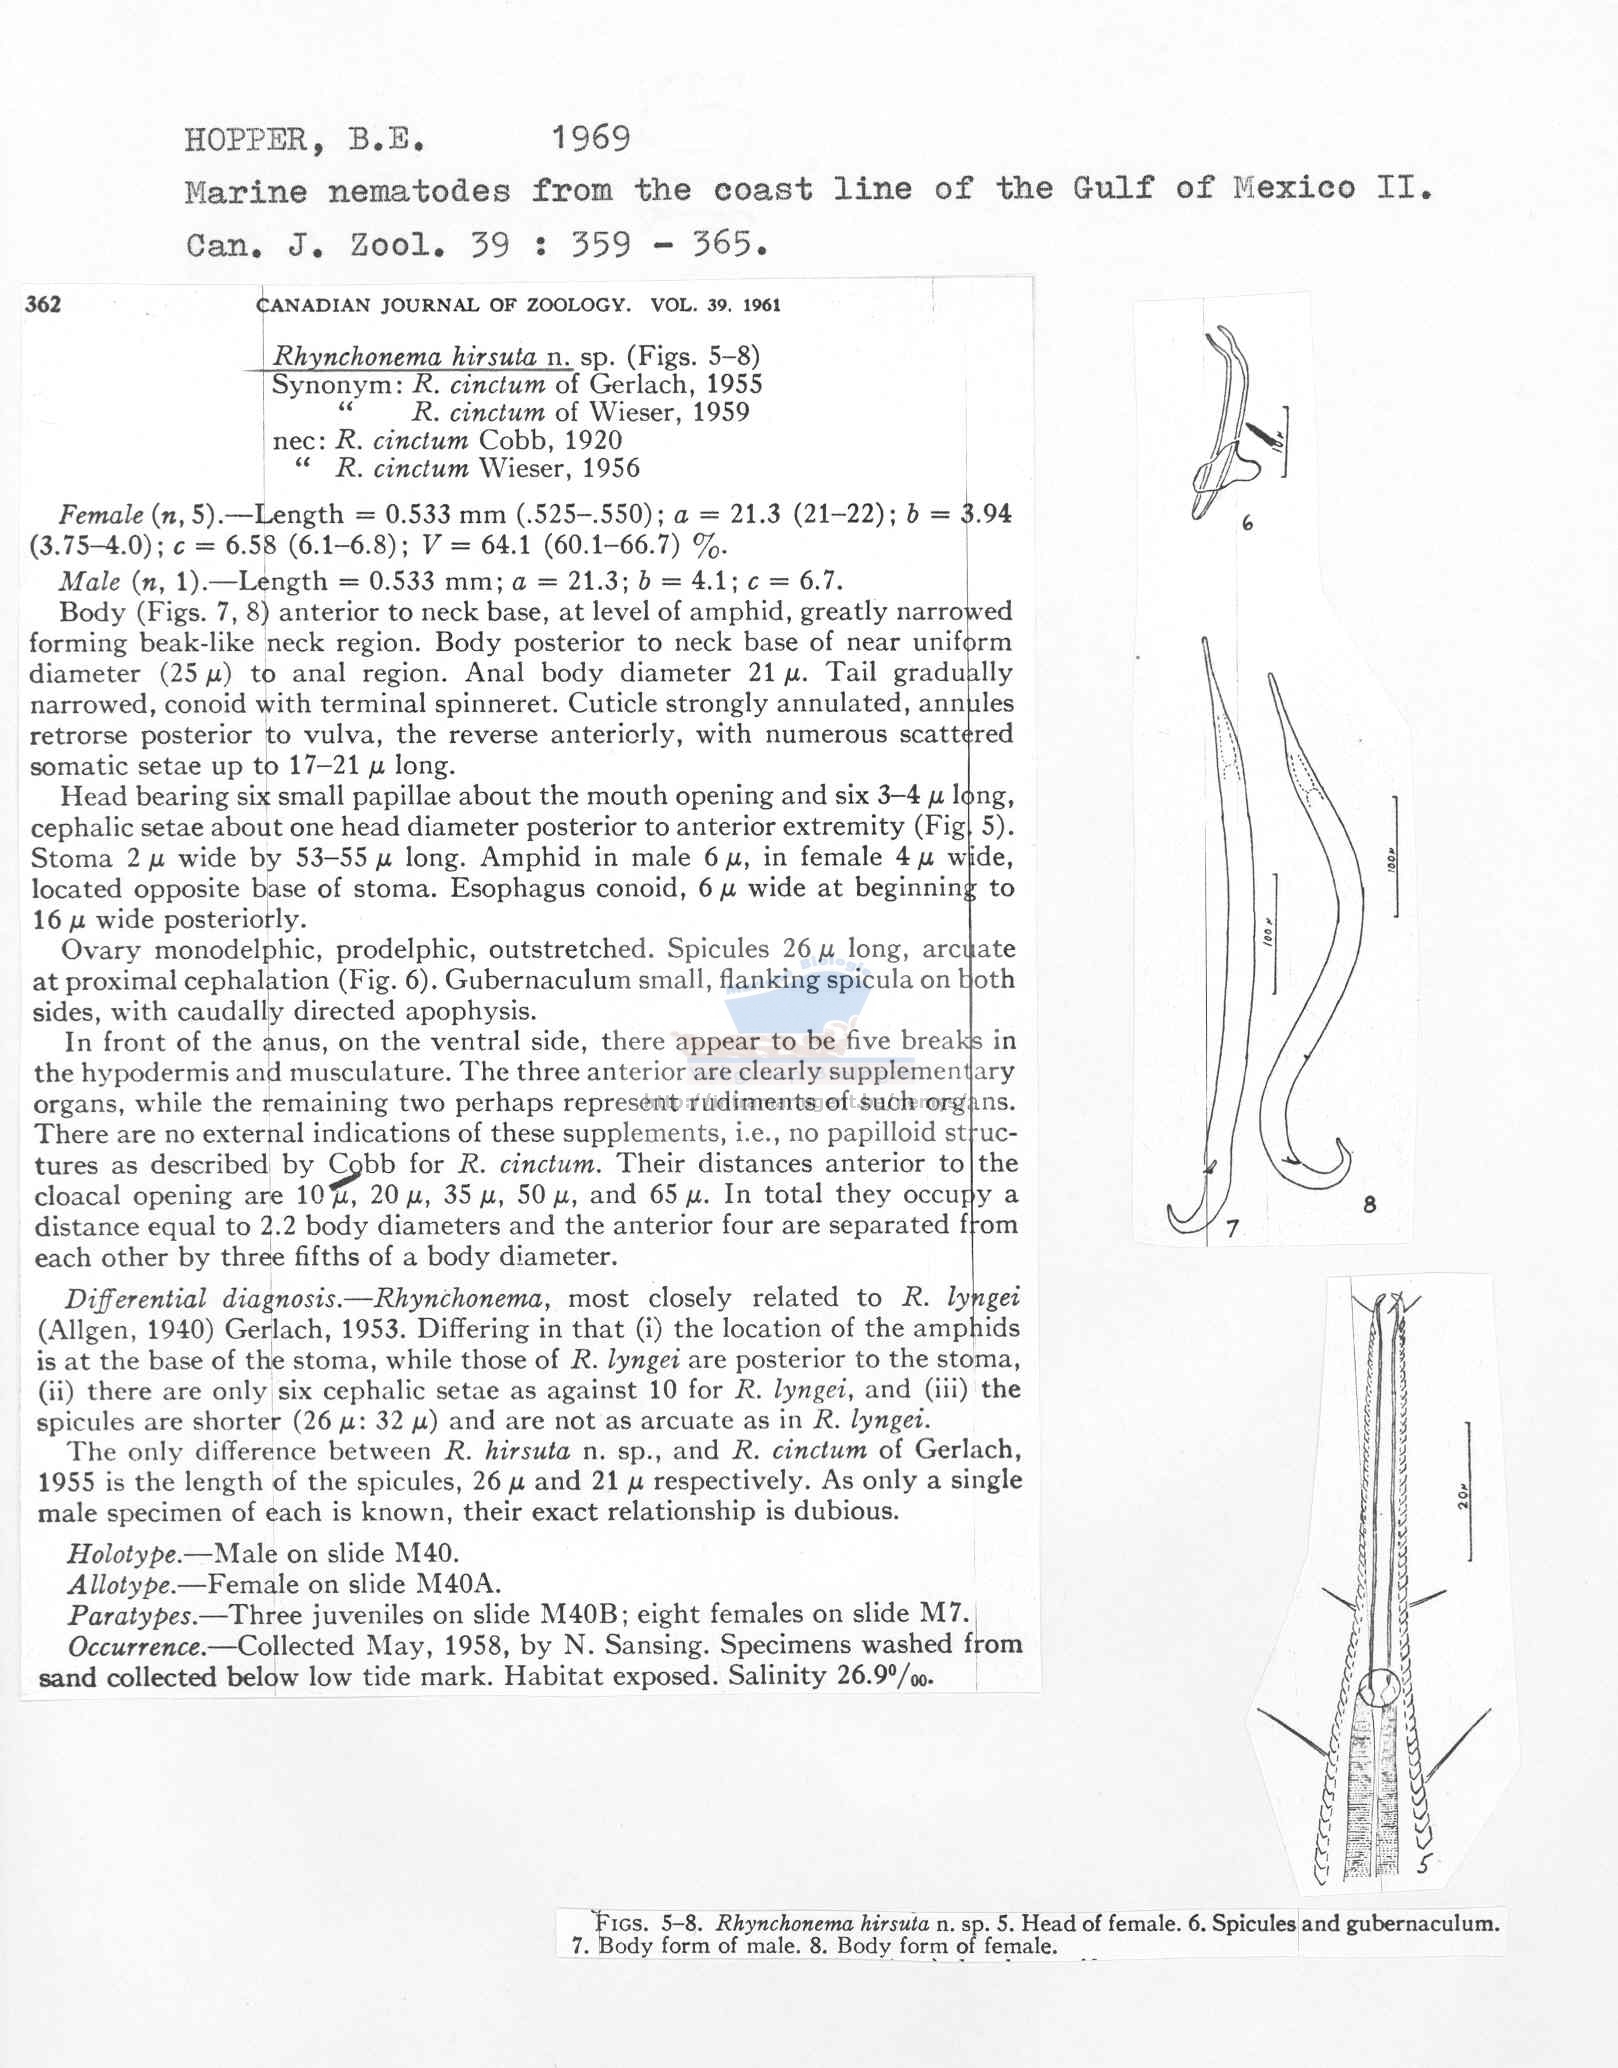 HOPPER, B.E. 1969
Marine nematodes from the coast line of the Gulf of Mexico II.
Can. J. Zool. 39 : 359 - 365.
362 CANADIAN JOURNAL OF ZOOLOGY. VOL. 39, 1961
Rhynchonema hirsuta n. sp. (Figs. 5–8)
Synonym: R. cinctum of Gerlach, 1955
“ R. cinctum of Wieser, 1959
nec: R. cinctum Cobb, 1920
“ R. cinctum Wieser, 1956
Female (n, 5).—Length = 0.533 mm (.525–.550); a = 21.3 (21–22); b = 3.94
(3.75–4.0); c = 6.58 (6.1–6.8); V = 64.1 (60.1–66.7) %.
Male (n, 1).—Length = 0.533 mm; a = 21.3; b = 4.1; c = 6.7.
Body (Figs. 7, 8) anterior to neck base, at level of amphid, greatly narrowed
forming beak-like neck region. Body posterior to neck base of near uniform
diameter (25 μ) to anal region. Anal body diameter 21 μ. Tail gradually
narrowed, conoid with terminal spinneret. Cuticle strongly annulated, annules
retrorse posterior to vulva, the reverse anteriorly, with numerous scattered
somatic setae up to 17–21 μ long.
Head bearing six small papillae about the mouth opening and six 3–4 μ long,
cephalic setae about one head diameter posterior to anterior extremity (Fig. 5).
Stoma 2 μ wide by 53–55 μ long. Amphid in male 6 μ, in female 4 μ wide,
located opposite base of stoma. Esophagus conoid, 6 μ wide at beginning to
16 μ wide posteriorly.
Ovary monodelphic, prodelphic, outstretched. Spicules 26 μ long, arcuate
at proximal cephalation (Fig. 6). Gubernaculum small, flanking spicula on both
sides, with caudally directed apophysis.
In front of the anus, on the ventral side, there appear to be five breaks in
the hypodermis and musculature. The three anterior are clearly supplementary
organs, while the remaining two perhaps represent rudiments of such organs.
There are no external indications of these supplements, i.e., no papilloid struc-
tures as described by Cobb for R. cinctum. Their distances anterior to the
cloacal opening are 10 μ, 20 μ, 35 μ, 50 μ, and 65 μ. In total they occupy a
distance equal to 2.2 body diameters and the anterior four are separated from
each other by three fifths of a body diameter.
Differential diagnosis.—Rhynchonema, most closely related to R. lyngei
(Allgen, 1940) Gerlach, 1953. Differing in that (i) the location of the amphids
is at the base of the stoma, while those of R. lyngei are posterior to the stoma,
(ii) there are only six cephalic setae as against 10 for R. lyngei, and (iii) the
spicules are shorter (26 μ: 32 μ) and are not as arcuate as in R. lyngei.
The only difference between R. hirsuta n. sp., and R. cinctum of Gerlach,
1955 is the length of the spicules, 26 μ and 21 μ respectively. As only a single
male specimen of each is known, their exact relationship is dubious.
Holotype.—Male on slide M40.
Allotype.—Female on slide M40A.
Paratypes.—Three juveniles on slide M40B; eight females on slide M7.
Occurrence.—Collected May, 1958, by N. Sansing. Specimens washed from
sand collected below low tide mark. Habitat exposed. Salinity 26.9⁰/₀₀.
10μ
6
100μ
100μ
7
8
20μ
5
FIGS. 5–8. Rhynchonema hirsuta n. sp. 5. Head of female. 6. Spicules and gubernaculum.
7. Body form of male. 8. Body form of female.